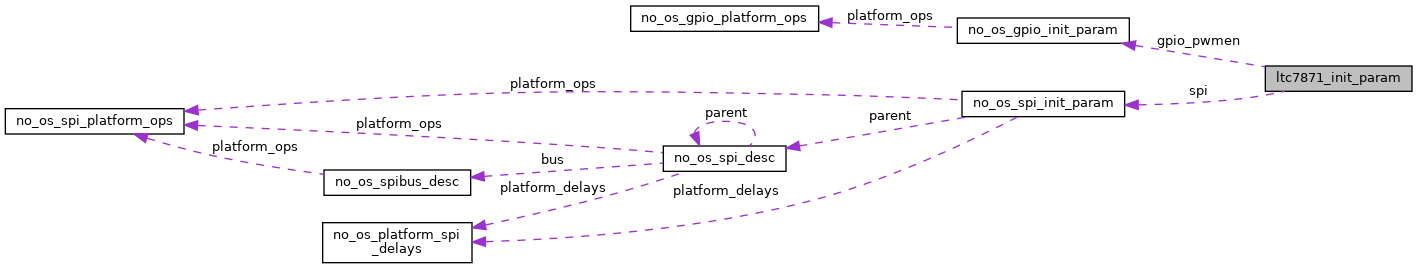 no_os_gpio_platform_ops
platform_ops
no_os_gpio_init_param
gpio_pwmen
ltc7871_init_param
platform_ops
spi
no_os_spi_init_param
no_os_spi_platform_ops
platform_ops
parent
parent
platform_ops
bus
no_os_spi_desc
no_os_spibus_desc
platform_delays
platform_delays
no_os_platform_spi
_delays